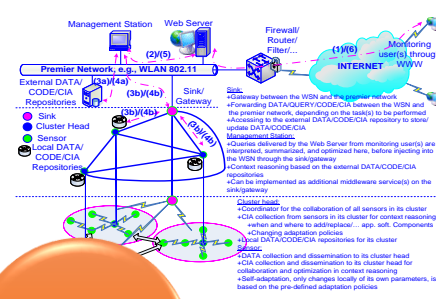 Management Station
Web Server
Firewall/
Router/
Filter/...
(1)/(6)
Monitoring
user(s) throug
WWW
INTERNET
(2)/(5)
Premier Network, e.g., WLAN 802.11
External DATA/
CODE/CIA
Repositories
(3a)/(4a)
(3b)/(4b)
Sink/
Gateway
(3b)/(4b)
(3b)/(4b)
Sink
Cluster Head
Sensor
Local DATA/
CODE/CIA
Repositories
Sink:
+Gateway between the WSN and the premier network
+Forwarding DATA/QUERY/CODE/CIA between the WSN and
the premier network, depending on the task(s) to be performed
+Accessing to the external DATA/CODE/CIA repository to store/
update DATA/CODE/CIA
Management Station:
+Queries delivered by the Web Server from monitoring user(s) are
interpreted, summarized, and optimized here, before injecting into
the WSN through the sink/gateway
+Context reasoning based on the external DATA/CODE/CIA
repositories
+Can be implemented as additional middleware service(s) on the
sink/gateway
Cluster head:
+Coordinator for the collaboration of all sensors in its cluster
+CIA collection from sensors in its cluster for context reasoning
+when and where to add/replace/... app. soft. Components
+Changing adaptation policies
+Local DATA/CODE/CIA repositories for its cluster
Sensor:
+DATA collection and dissemination to its cluster head
+CIA collection and dissemination to its cluster head for
collaboration and optimization in context reasoning
+Self-adaptation, only changes locally of its own parameters, is
based on the pre-defined adaptation policies